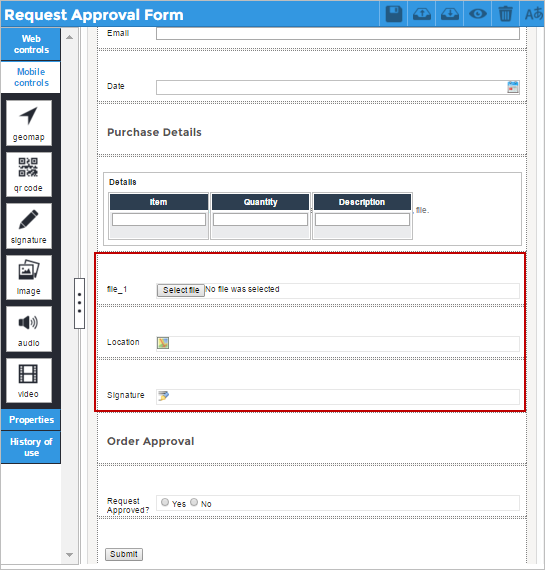 Request Approval Form
Aa
Web
controls
Mobile
controls
geomap
qr code
signature
image
audio
video
Properties
History of
use
Email
Date
Purchase Details
Details
Item
Quantity
Description
, file.
file_1
Select file
No file was selected
Location
Signature
Order Approval
Request
Approved?
Yes
No
Submit